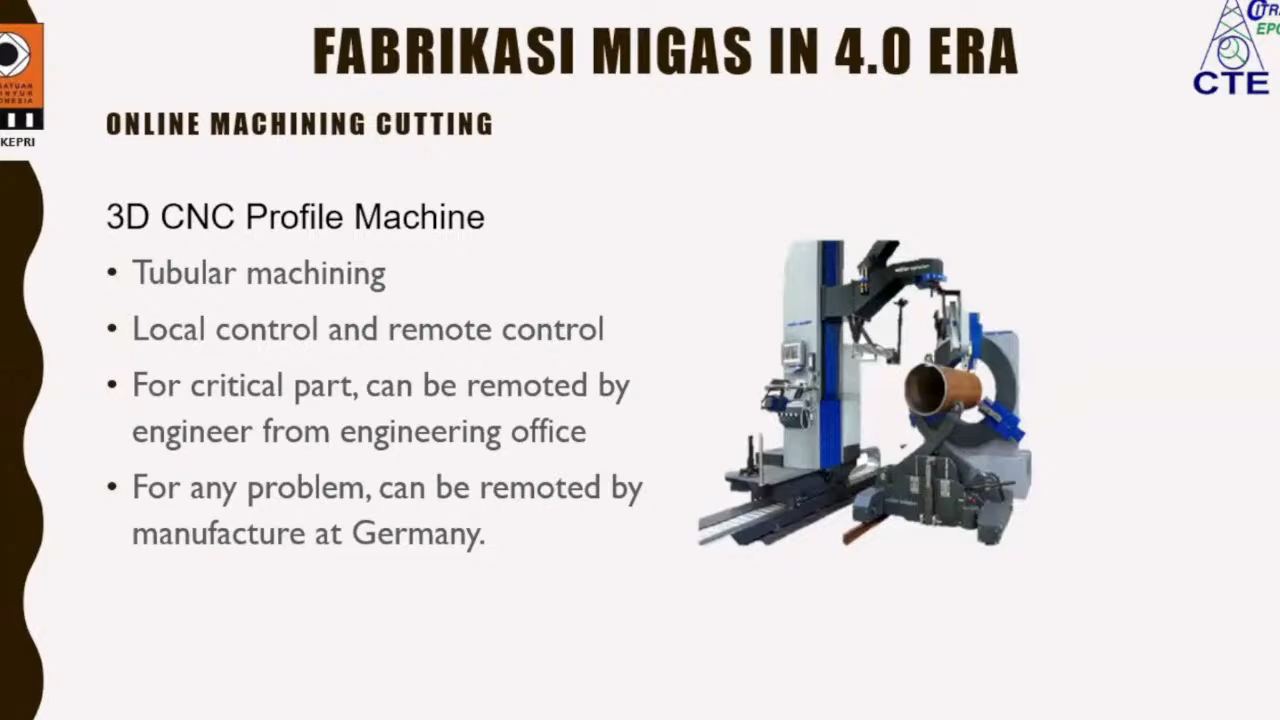 FABRIKASI MIGAS IN 4.0 ERA
CTE
KEPRI
ONLINE MACHINING CUTTING
3D CNC Profile Machine
• Tubular machining
• Local control and remote control
• For critical part, can be remoted by
engineer from engineering office
• For any problem, can be remoted by
manufacture at Germany.